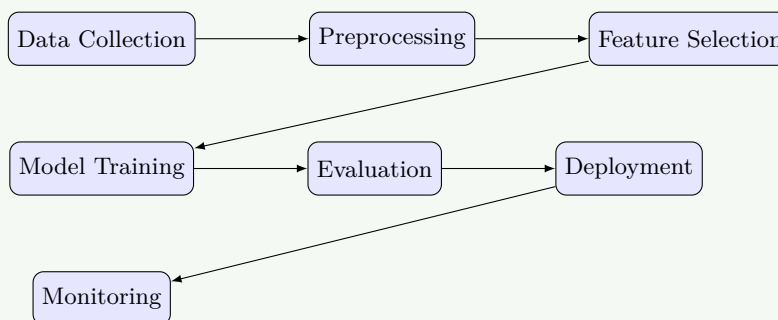 Data Collection
Preprocessing
Feature Selection
Model Training
Evaluation
Deployment
Monitoring